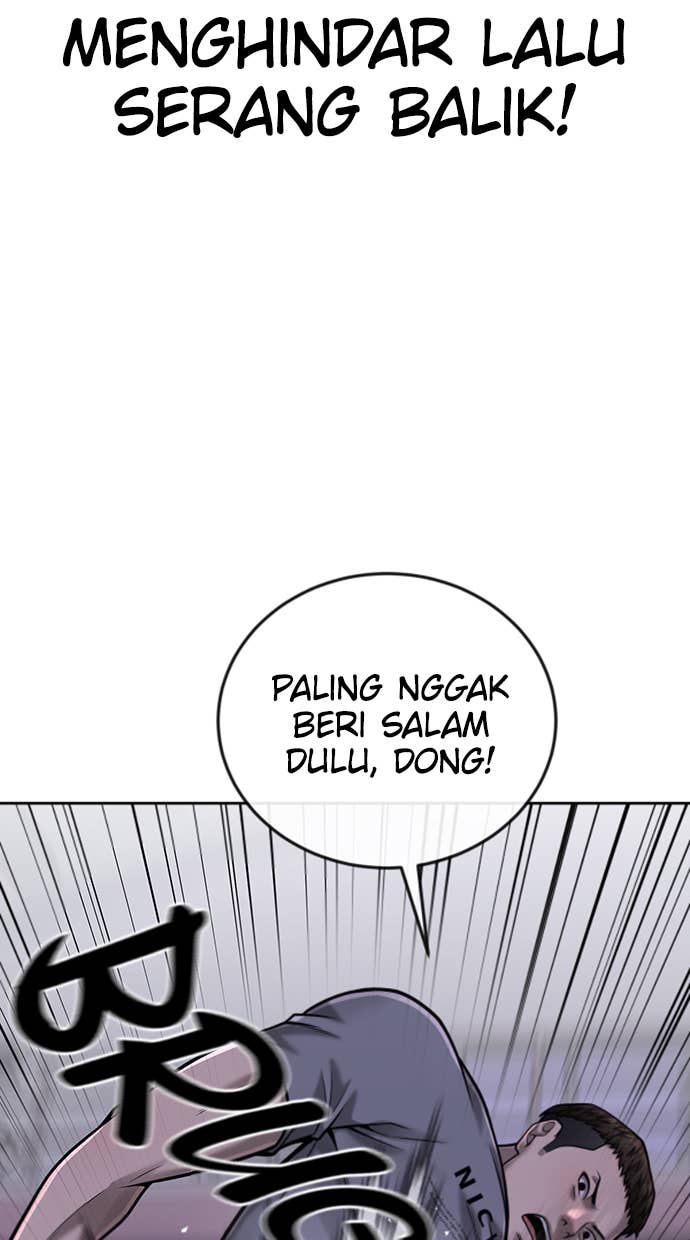 MENGHINDAR LALU
SERANG BALIK!
PALING NGGAK
BERI SALAM
DULU, DONG!